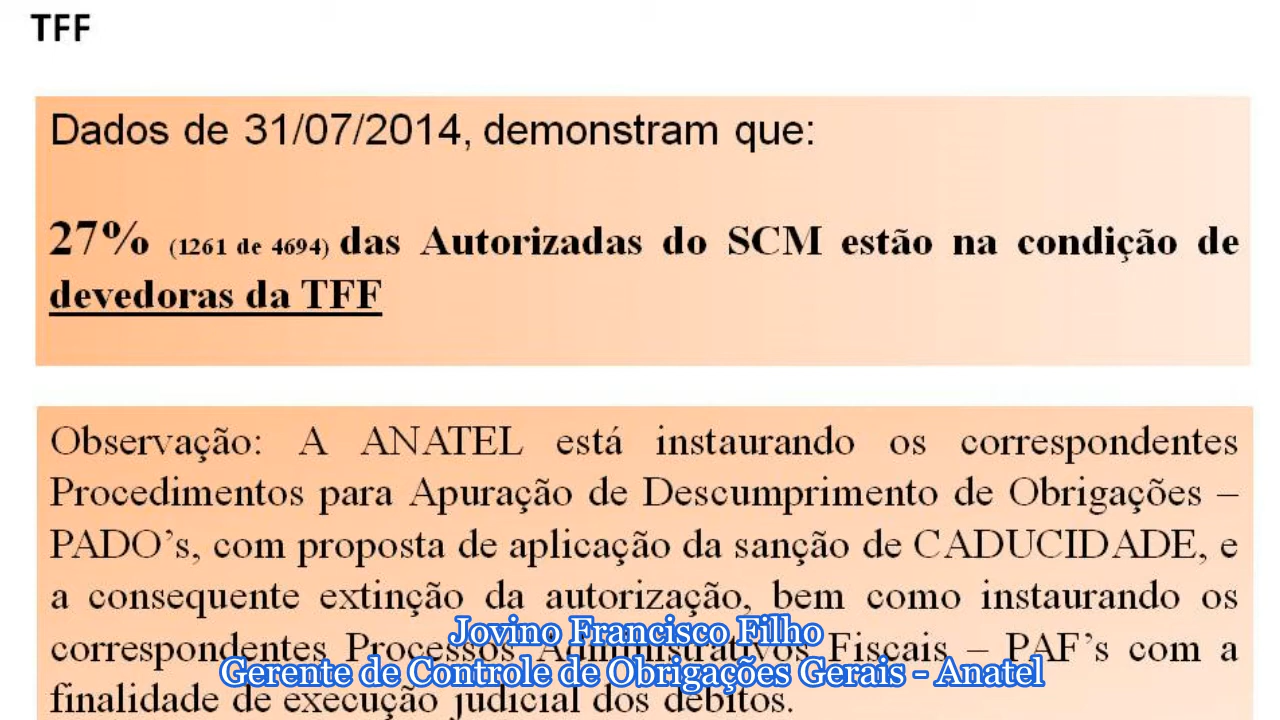 TFF
Dados de 31/07/2014, demonstram que:
27% (1261 de 4694) das Autorizadas do SCM estão na condição de
devedoras da TFF
Observação: A ANATEL está instaurando os correspondentes
Procedimentos para Apuração de Descumprimento de Obrigações –
PADO’s, com proposta de aplicação da sanção de CADUCIDADE, e
a consequente extinção da autorização, bem como instaurando os
correspondentes Processos Administrativos Fiscais – PAF’s com a
finalidade de execução judicial dos débitos.
Jovino Francisco Filho
Gerente de Controle de Obrigações Gerais - Anatel